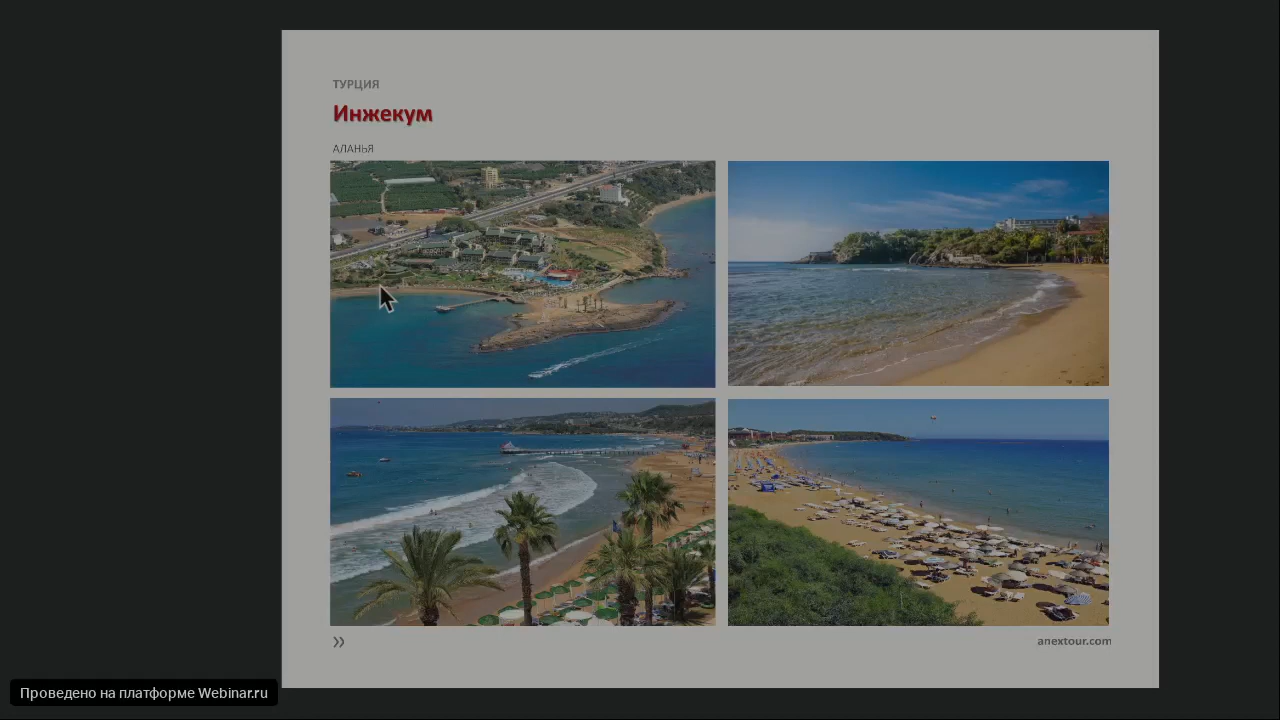 ТУРЦИЯ
Инжекум
АЛАНЬЯ
anextour.com
Проведено на платформе Webinar.ru